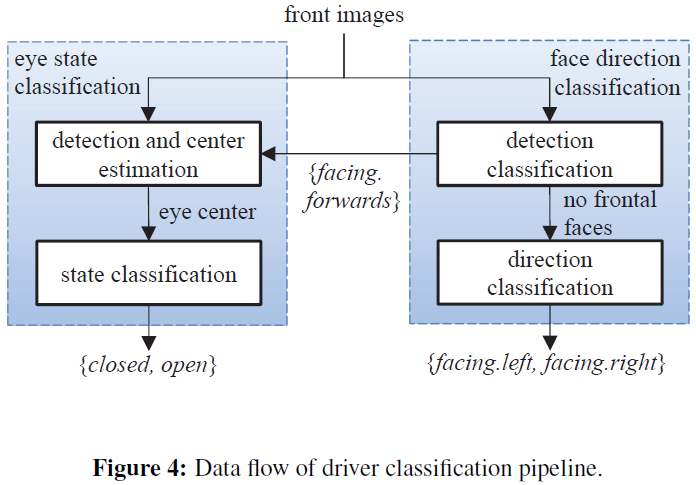 front images
eye state
classification
face direction
classification
detection and center
estimation
detection
classification
{facing.
forwards}
eye center
no frontal
faces
state classification
direction
classification
{closed, open}
{facing.left, facing.right}
Figure 4: Data flow of driver classification pipeline.